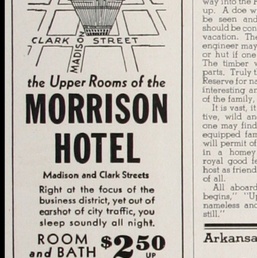 CLARK STREET
MADISON
the Upper Rooms of the
MORRISON
HOTEL
Madison and Clark Streets
Right at the focus of the
business district, yet out of
earshot of city traffic, you
sleep soundly all night.
ROOM
and BATH $2.50 UP
way into the
up. A doe w
be seen and
should be con
vacation. The
engineer may
or hut if one
The timber w
parts. Truly t
Reserve for na
interesting an
of the family,
It is vast, it
tive, wild and
one may find
equipped fam
will permit of
in a homey
royal good fe
host as friend
of all.
All aboard
begins," "Up
nameless and
still."
Arkansa